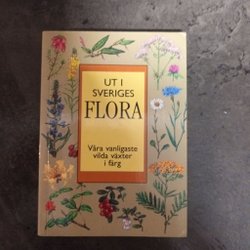 UT I
SVERIGES
FLORA
Våra vanligaste
vilda växter
i färg